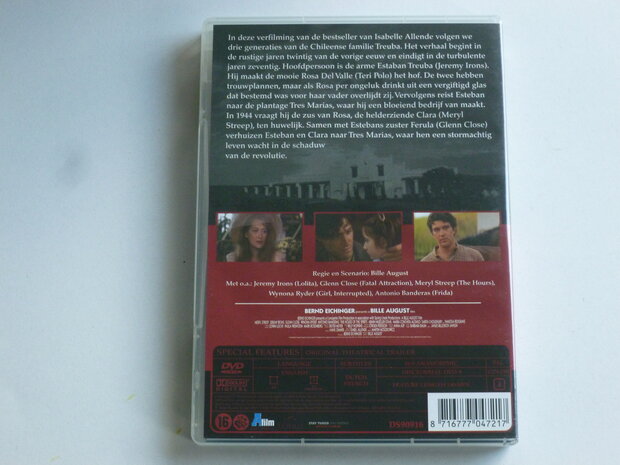 In deze verfilming van de bestseller van Isabelle Allende volgen we
drie generaties van de Chileense familie Treuba. Het verhaal begint in
de rustige jaren twintig van de vorige eeuw en eindigt in de turbulente
jaren zeventig. Hoofdpersoon is de arme Estaban Treuba (Jeremy Irons).
Hij maakt de mooie Rosa Del Valle (Teri Polo) het hof. De twee hebben
trouwplannen, maar als Rosa per ongeluk drinkt uit een vergiftigd glas
dat bestemd was voor haar vader overlijdt zij. Vervolgens reist Esteban
naar de plantage Tres Marias, waar hij een bloeiend bedrijf van maakt.
In 1944 vraagt hij de zus van Rosa, de helderziende Clara (Meryl
Streep), ten huwelijk. Samen met Estebans zuster Ferula (Glenn Close)
verhuizen Esteban en Clara naar Tres Marias, waar hen een stormachtig
leven wacht in de schaduw
van de revolutie.
Regie en Scenario: Bille August
Met o.a.: Jeremy Irons (Lolita), Glenn Close (Fatal Attraction), Meryl Streep (The Hours),
Wynona Ryder (Girl, Interrupted), Antonio Banderas (Frida)
BERND EICHINGER BILLE AUGUST
SPECIAL FEATURES ORIGINAL THEATRICAL TRAILER
DVD
LANGUAGE
ENGLISH
DOLBY
DIGITAL
16
Afilm
DS90916
2
8 716777 047217